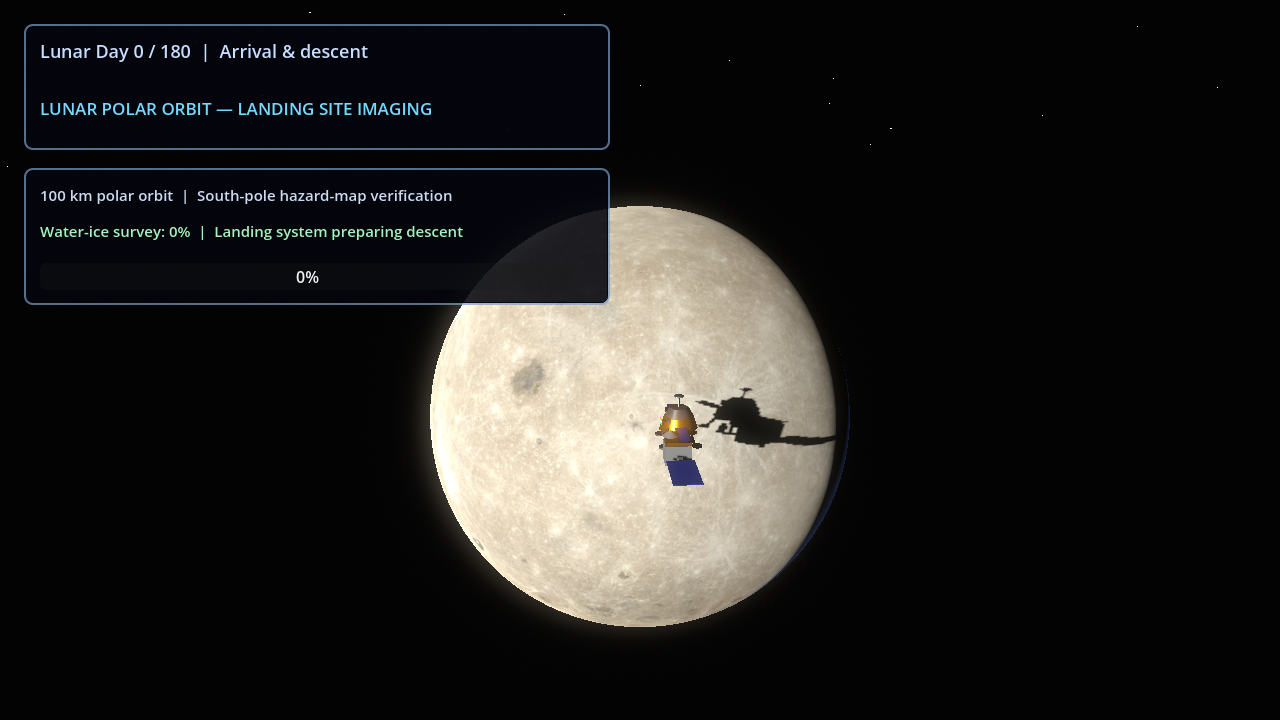 Lunar Day 0 / 180 | Arrival & descent
LUNAR POLAR ORBIT — LANDING SITE IMAGING
100 km polar orbit | South-pole hazard-map verification
Water-ice survey: 0% | Landing system preparing descent
0%